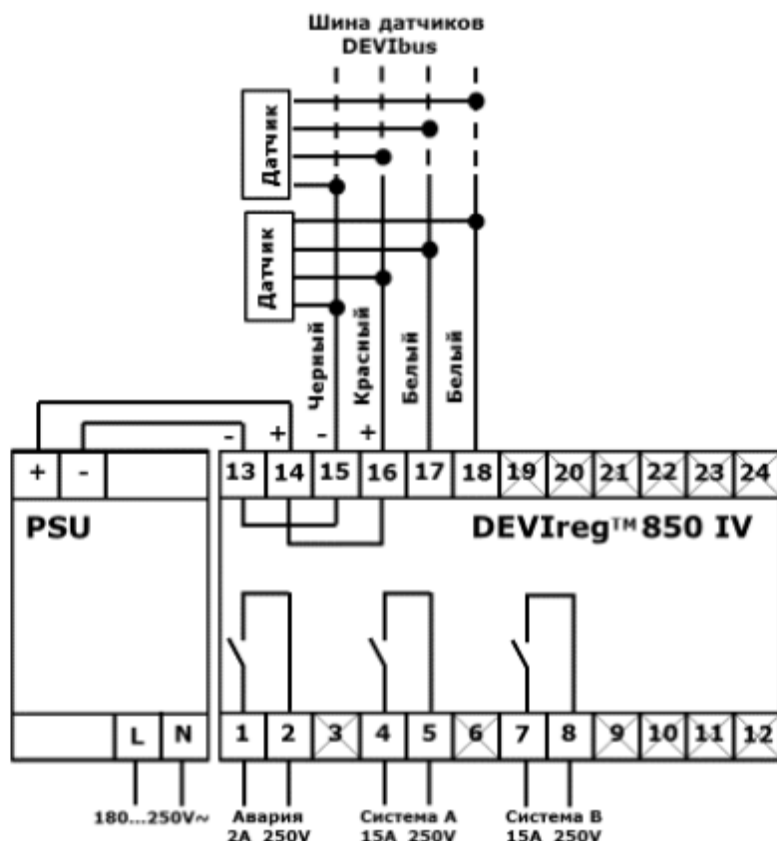 Шина датчиков
DEVIbus
Датчик
Датчик
Черный
Красный
Белый
Белый
- + - +
+ - 13 14 15 16 17 18 19 20 21 22 23 24
PSU DEVIreg™ 850 IV
L N 1 2 3 4 5 6 7 8 9 10 11 12
180...250V~ Авария Система А Система В
2A 250V 15A 250V 15A 250V